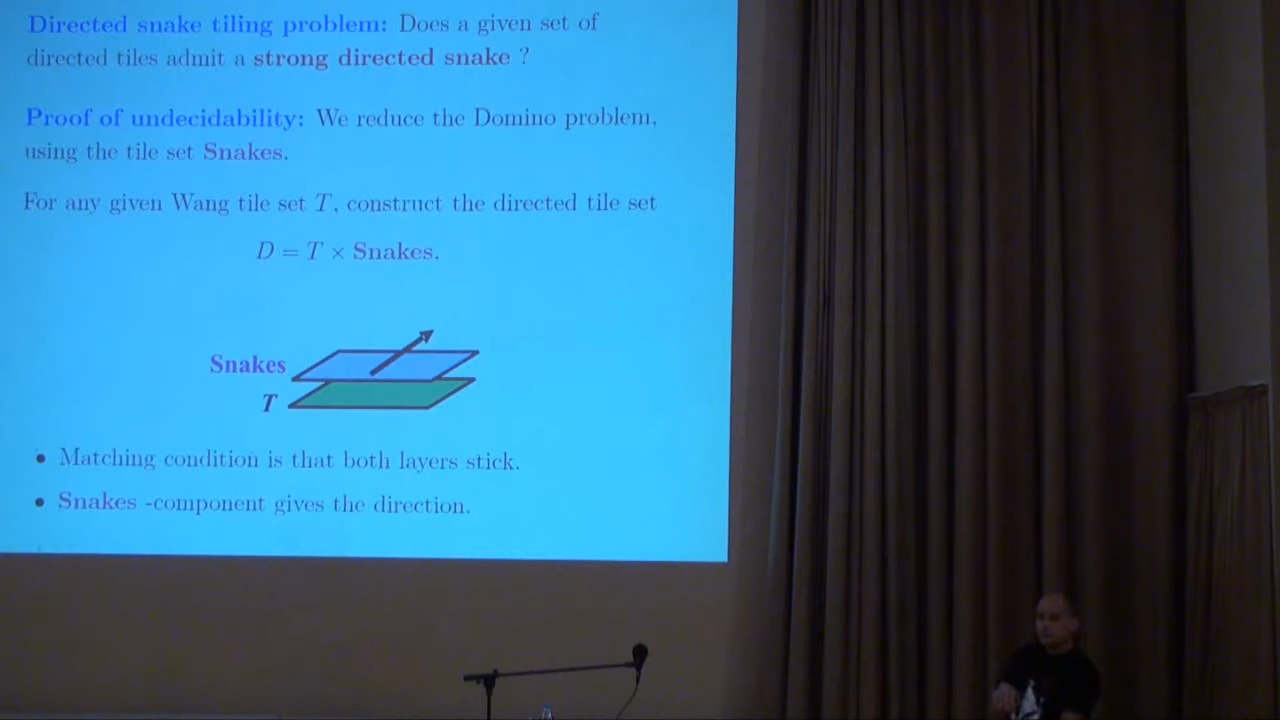 Directed snake tiling problem: Does a given set of
directed tiles admit a strong directed snake ?
Proof of undecidability: We reduce the Domino problem,
using the tile set Snakes.
For any given Wang tile set T, construct the directed tile set
D = T × Snakes.
Snakes
T
• Matching condition is that both layers stick.
• Snakes -component gives the direction.